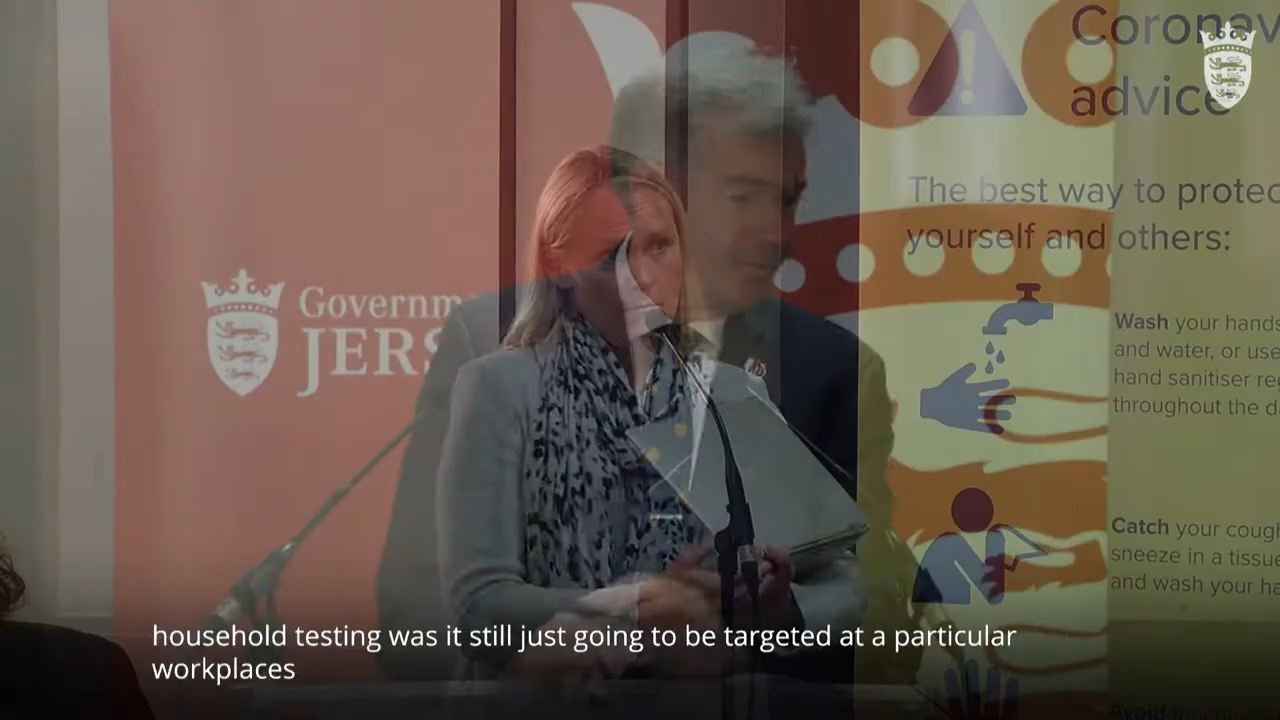 Coronav
advice
The best way to protec
yourself and others:
Governm
JERS
Wash your hands
and water, or use
hand sanitiser re
throughout the d
Catch your cough
sneeze in a tissue
and wash your ha
Avoid
household testing was it still just going to be targeted at a particular
workplaces